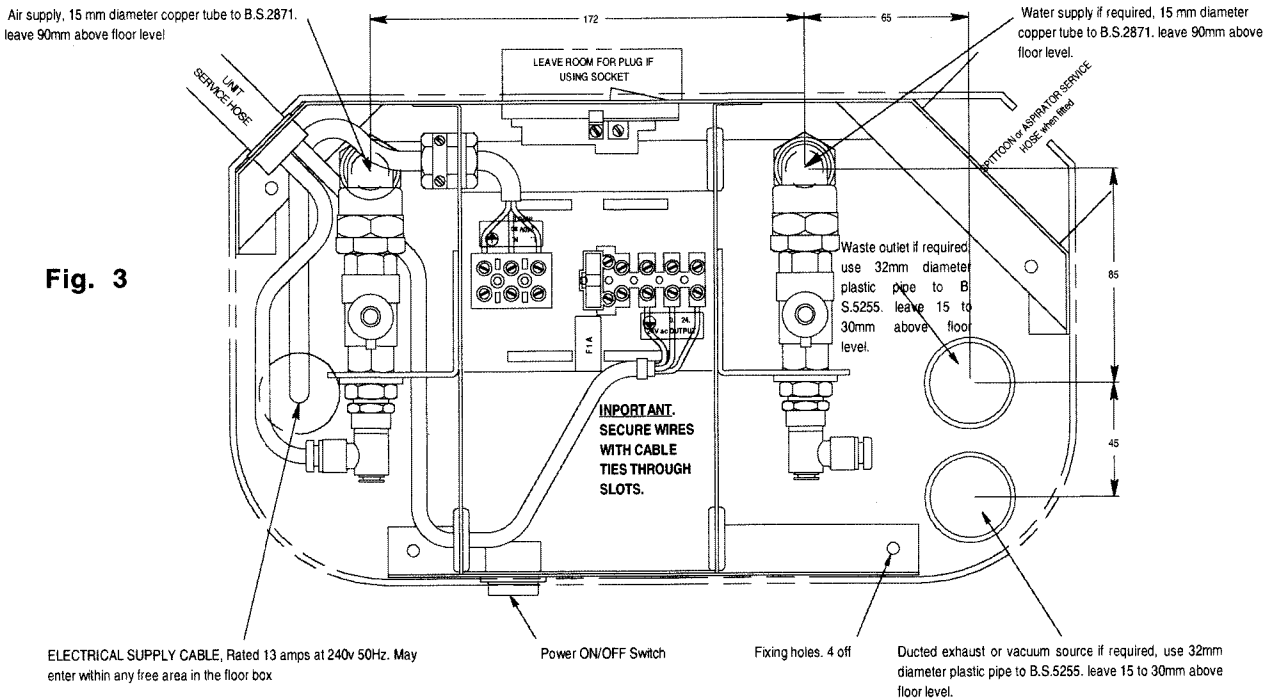 Air supply, 15 mm diameter copper tube to B.S.2871.
leave 90mm above floor level
172
65
Water supply if required, 15 mm diameter
copper tube to B.S.2871. leave 90mm above
floor level.
LEAVE ROOM FOR PLUG IF
USING SOCKET
UNIT
SERVICE HOSE
SPITTOON or ASPIRATOR SERVICE
HOSE when fitted
Fig. 3
Waste outlet if required,
use 32mm diameter
plastic pipe to B.
S.5255. leave 15 to
30mm above floor
level.
85
N.
L.
0. 24.
24V ac OUTPUT
F1A
INPORTANT.
SECURE WIRES
WITH CABLE
TIES THROUGH
SLOTS.
45
ELECTRICAL SUPPLY CABLE, Rated 13 amps at 240v 50Hz. May
enter within any free area in the floor box
Power ON/OFF Switch
Fixing holes. 4 off
Ducted exhaust or vacuum source if required, use 32mm
diameter plastic pipe to B.S.5255. leave 15 to 30mm above
floor level.